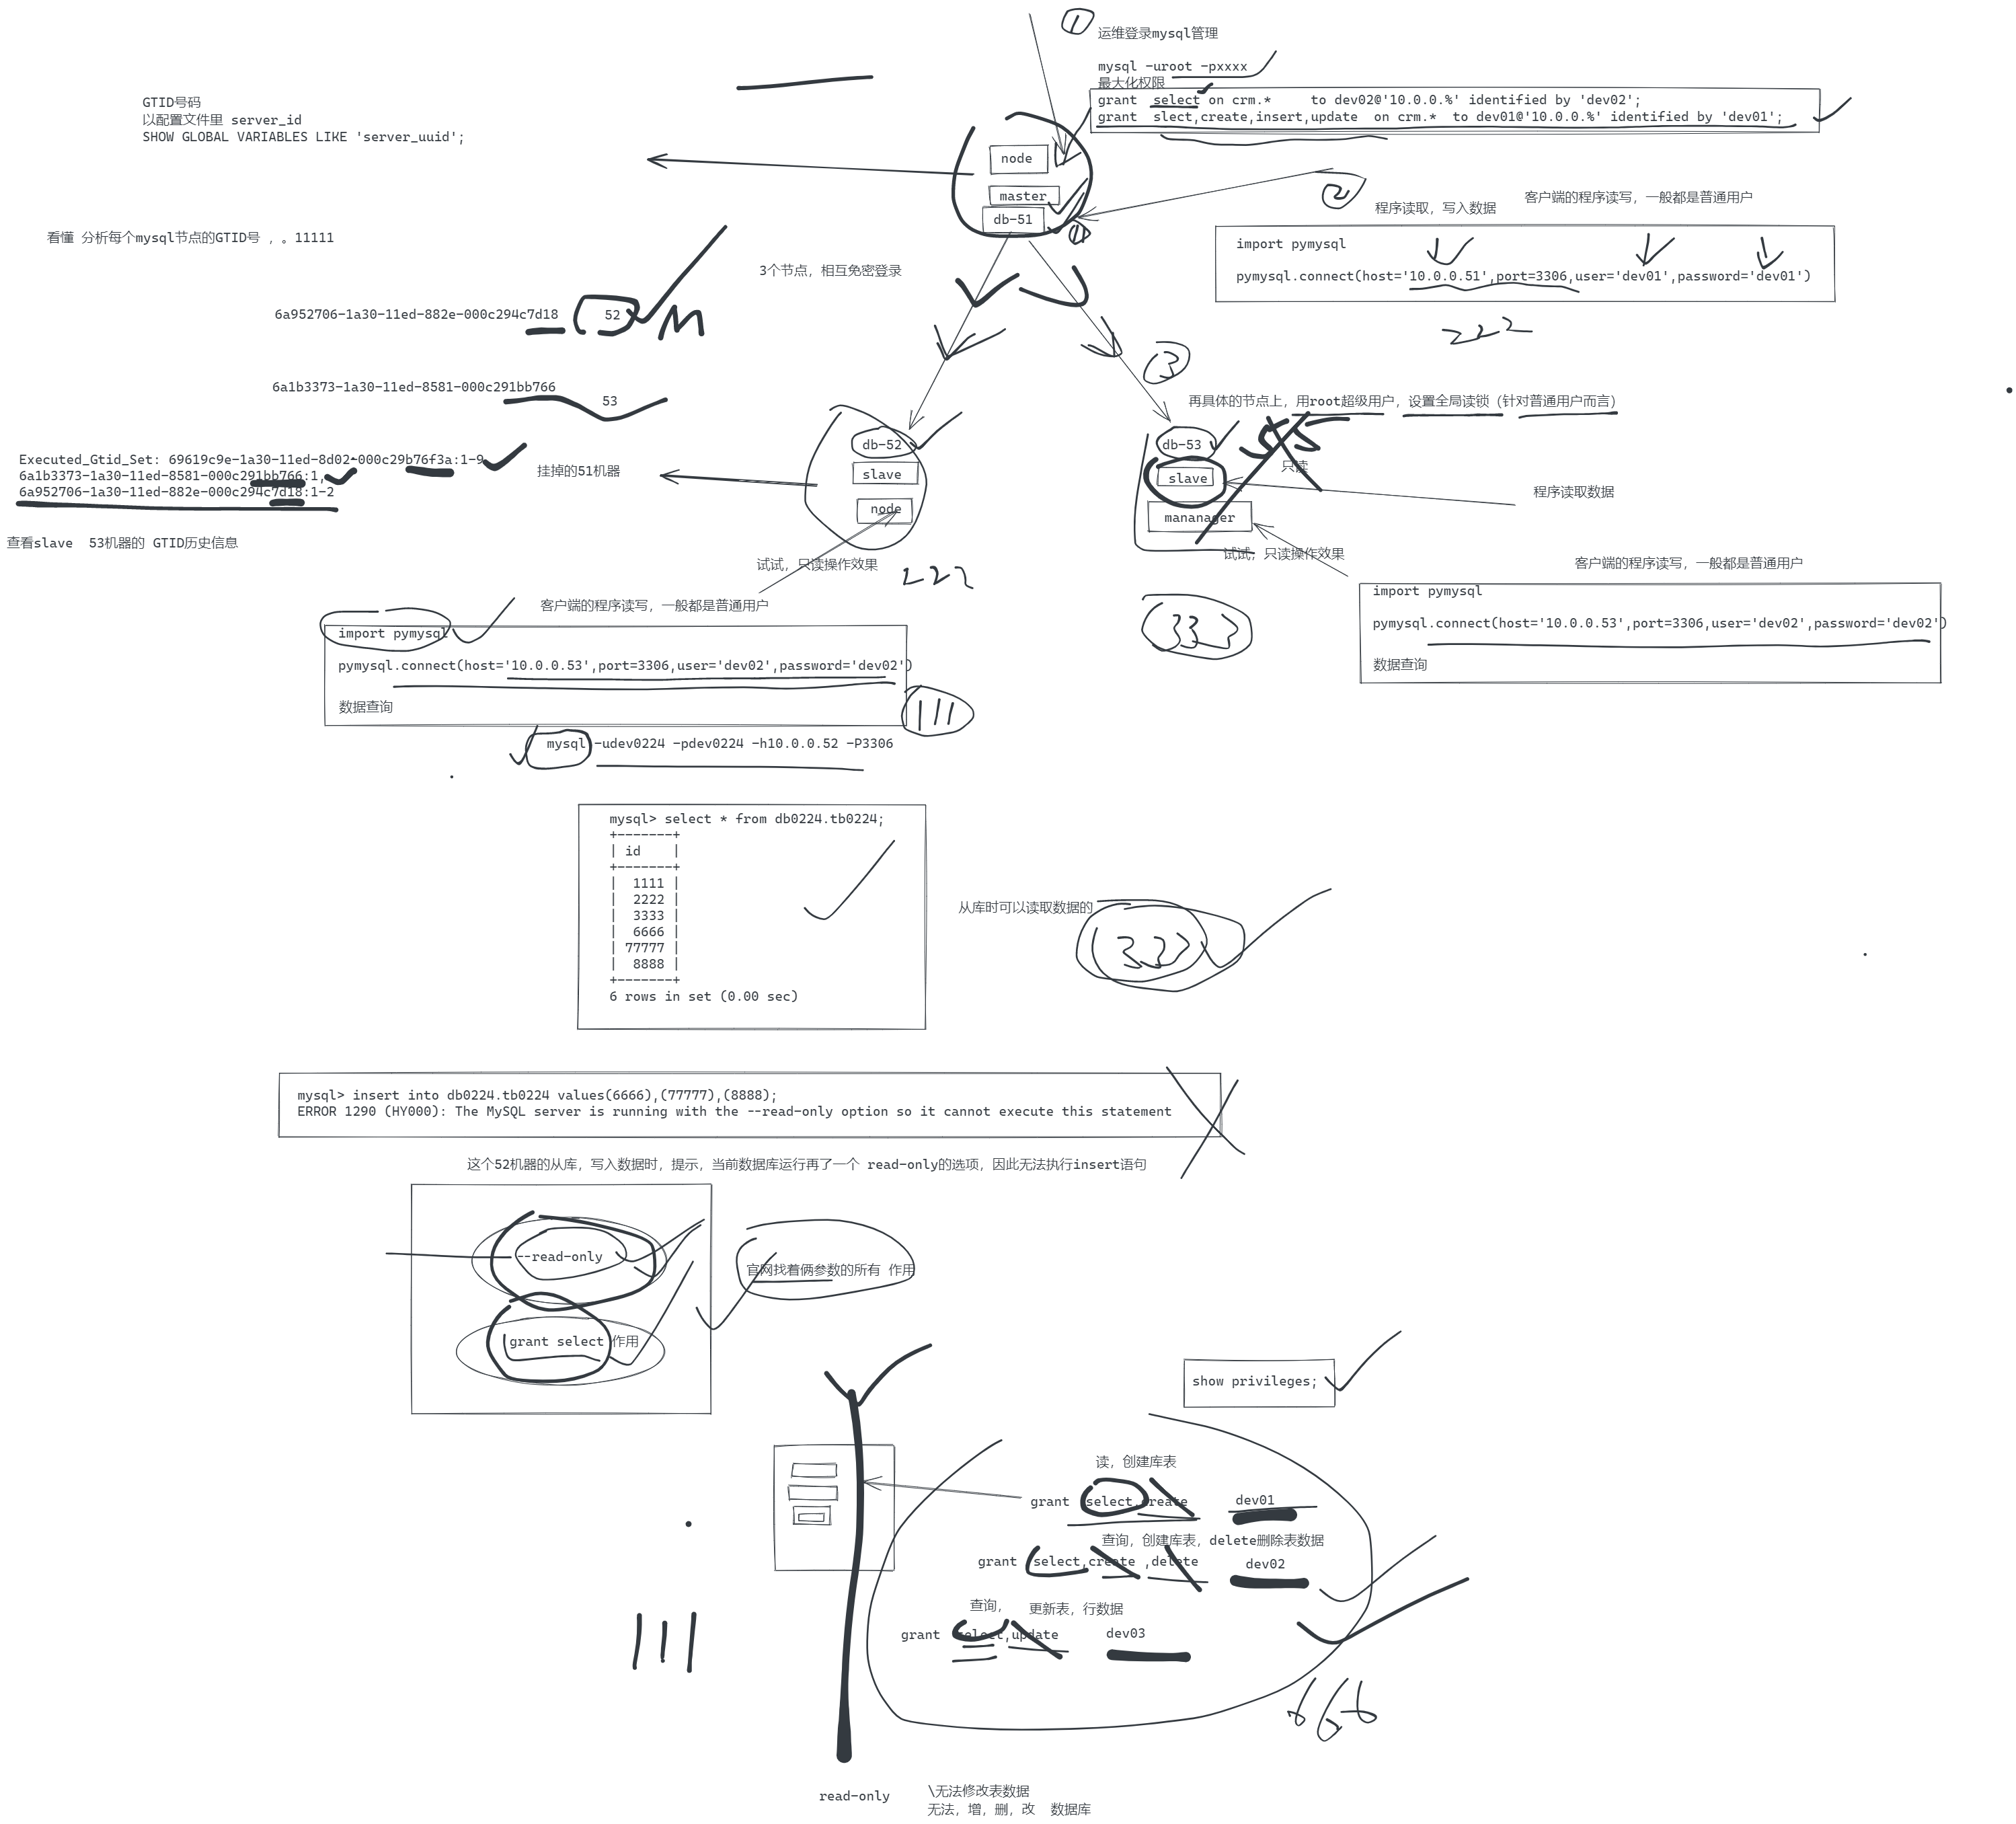 ①
运维登录mysql管理
mysql -uroot -pxxxx
最大化权限
grant  select on crm.*     to dev02@'10.0.0.%' identified by 'dev02';
grant  slect,create,insert,update  on crm.*  to dev01@'10.0.0.%' identified by 'dev01';
GTID号码
以配置文件里 server_id
SHOW GLOBAL VARIABLES LIKE 'server_uuid';
node
master
db-51
②
程序读取，写入数据
客户端的程序读写，一般都是普通用户
import pymysql
pymysql.connect(host='10.0.0.51',port=3306,user='dev01',password='dev01')
222
看懂 分析每个mysql节点的GTID号 ，。11111
3个节点，相互免密登录
6a952706-1a30-11ed-882e-000c294c7d18
52
M
6a1b3373-1a30-11ed-8581-000c291bb766
53
③
再具体的节点上，用root超级用户，设置全局读锁（针对普通用户而言）
Executed_Gtid_Set: 69619c9e-1a30-11ed-8d02-000c29b76f3a:1-9,
6a1b3373-1a30-11ed-8581-000c291bb766:1,
6a952706-1a30-11ed-882e-000c294c7d18:1-2
挂掉的51机器
查看slave  53机器的 GTID历史信息
db-52
slave
node
db-53
slave
mananager
只读
程序读取数据
试试，只读操作效果
222
试试，只读操作效果
333
客户端的程序读写，一般都是普通用户
import pymysql
pymysql.connect(host='10.0.0.53',port=3306,user='dev02',password='dev02')
数据查询
客户端的程序读写，一般都是普通用户
import pymysql
pymysql.connect(host='10.0.0.53',port=3306,user='dev02',password='dev02')
数据查询
111
mysql -udev0224 -pdev0224 -h10.0.0.52 -P3306
mysql> select * from db0224.tb0224;
+-------+
| id    |
+-------+
|  1111 |
|  2222 |
|  3333 |
|  6666 |
| 77777 |
|  8888 |
+-------+
6 rows in set (0.00 sec)
从库时可以读取数据的
333
mysql> insert into db0224.tb0224 values(6666),(77777),(8888);
ERROR 1290 (HY000): The MySQL server is running with the --read-only option so it cannot execute this statement
这个52机器的从库，写入数据时，提示，当前数据库运行再了一个 read-only的选项，因此无法执行insert语句
--read-only
官网找着俩参数的所有 作用
grant select 作用
show privileges;
读，创建库表
grant  select,create      dev01
查询，创建库表，delete删除表数据
grant  select,create ,delete      dev02
查询，   更新表，行数据
grant  select,update      dev03
111
666
read-only
\无法修改表数据
无法，增，删，改  数据库